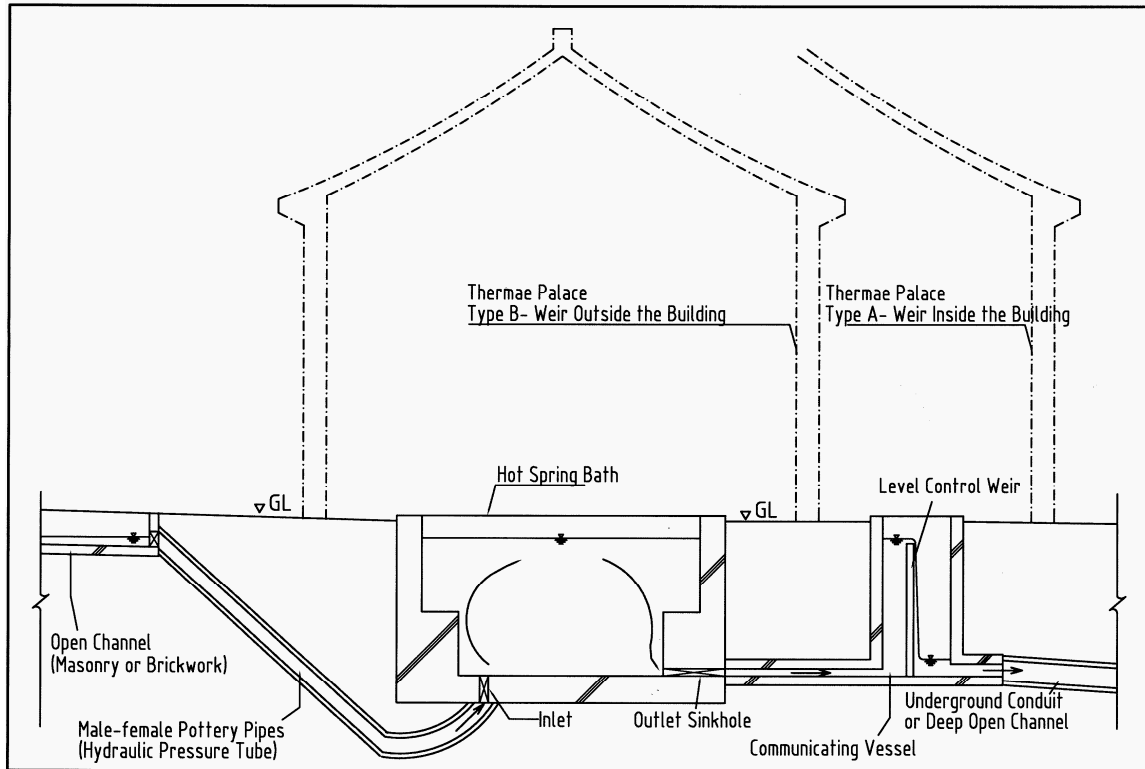 Thermae Palace
Type B- Weir Outside the Building
Thermae Palace
Type A- Weir Inside the Building
Hot Spring Bath
Level Control Weir
GL
GL
Open Channel
(Masonry or Brickwork)
Male-female Pottery Pipes
(Hydraulic Pressure Tube)
Inlet
Outlet Sinkhole
Underground Conduit
or Deep Open Channel
Communicating Vessel